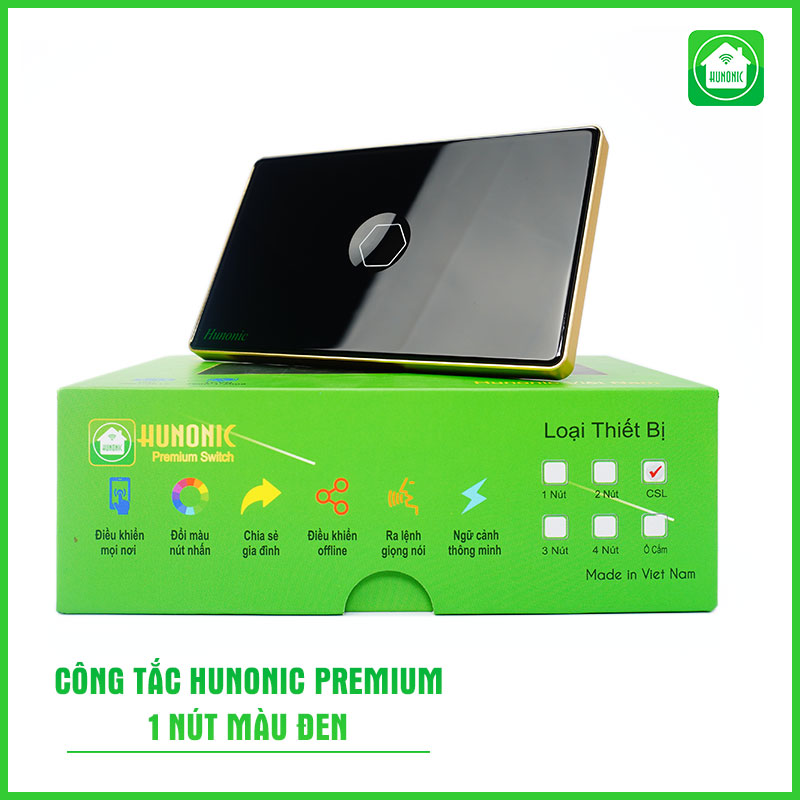 HUNONIC
Hunonic
HUNONIC
HUNONIC
Premium Switch
Loại Thiết Bị
1 Nút
2 Nút
CSL
3 Nút
4 Nút
Ổ Cắm
Made in Viet Nam
Điều khiển
mọi nơi
Đổi màu
nút nhấn
Chia sẻ
gia đình
Điều khiển
offline
Ra lệnh
giọng nói
Ngữ cảnh
thông minh
CÔNG TẮC HUNONIC PREMIUM
1 NÚT MÀU ĐEN